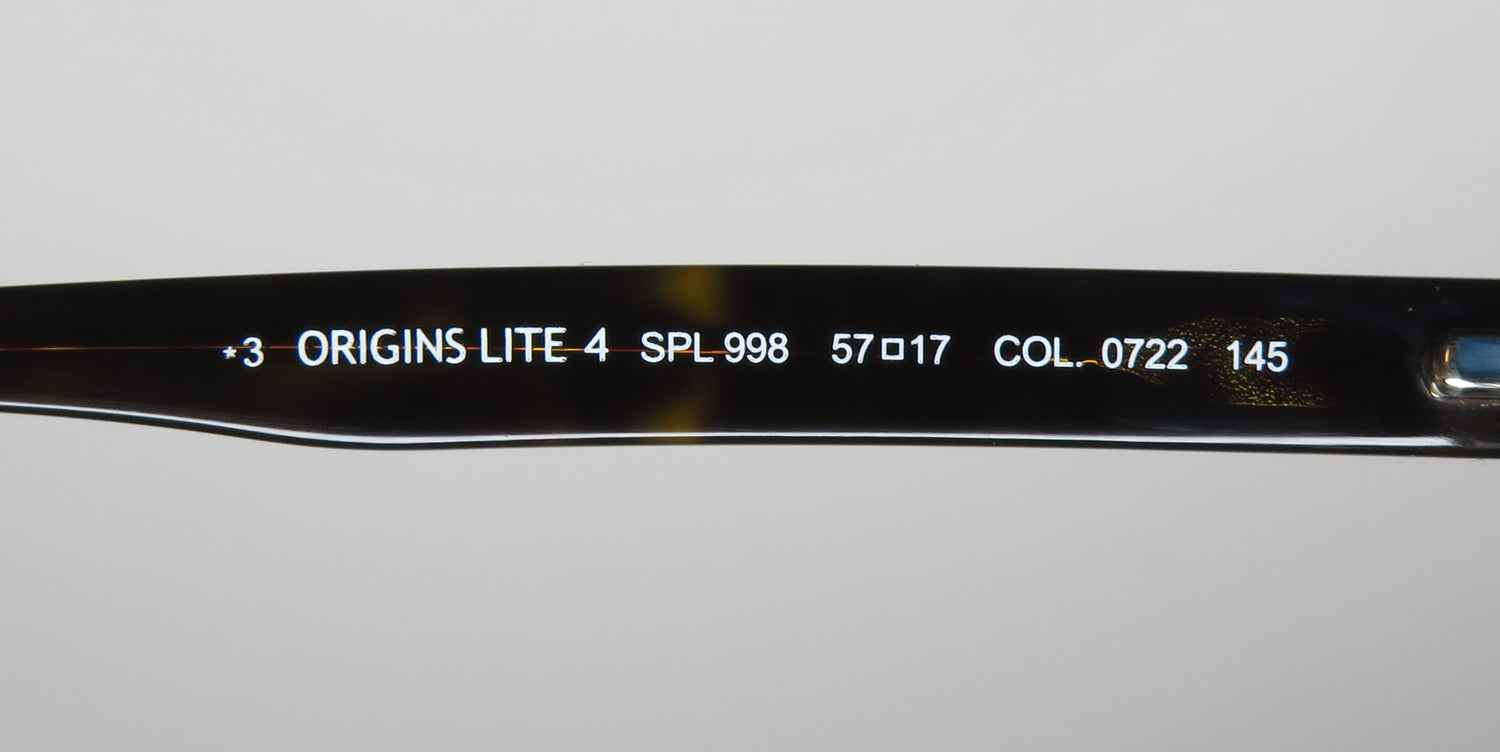 *3 ORIGINS LITE 4 SPL 998 57□17 COL. 0722 145